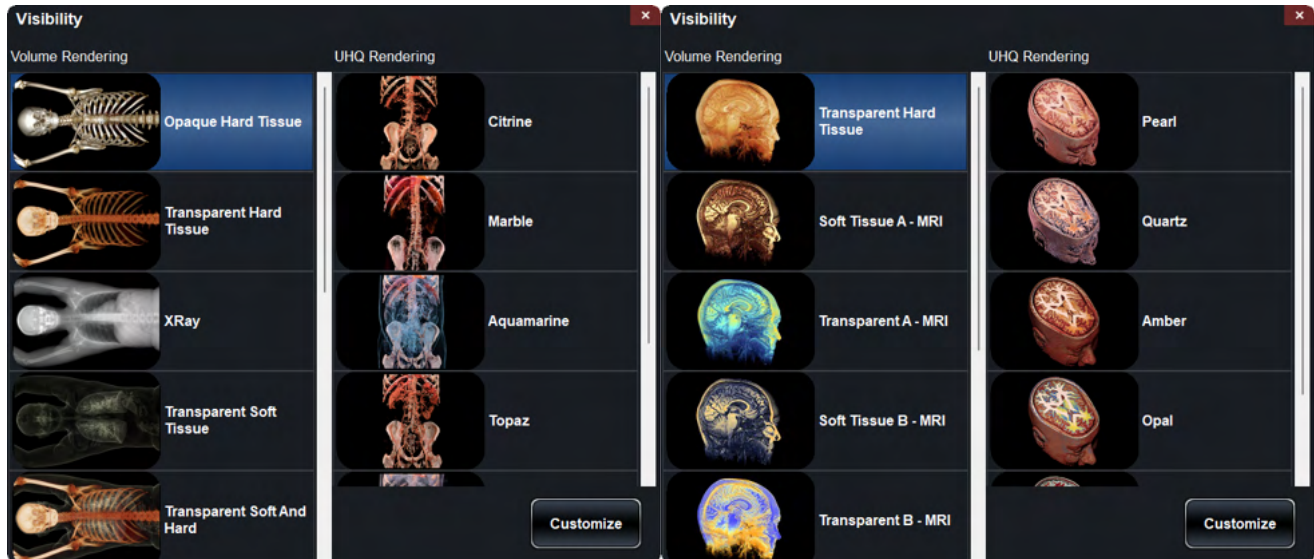 Visibility
Volume Rendering
UHQ Rendering
Opaque Hard Tissue
Transparent Hard
Tissue
XRay
Transparent Soft
Tissue
Transparent Soft And
Hard
Citrine
Marble
Aquamarine
Topaz
Customize
Visibility
Volume Rendering
UHQ Rendering
Transparent Hard
Tissue
Soft Tissue A - MRI
Transparent A - MRI
Soft Tissue B - MRI
Transparent B - MRI
Pearl
Quartz
Amber
Opal
Customize